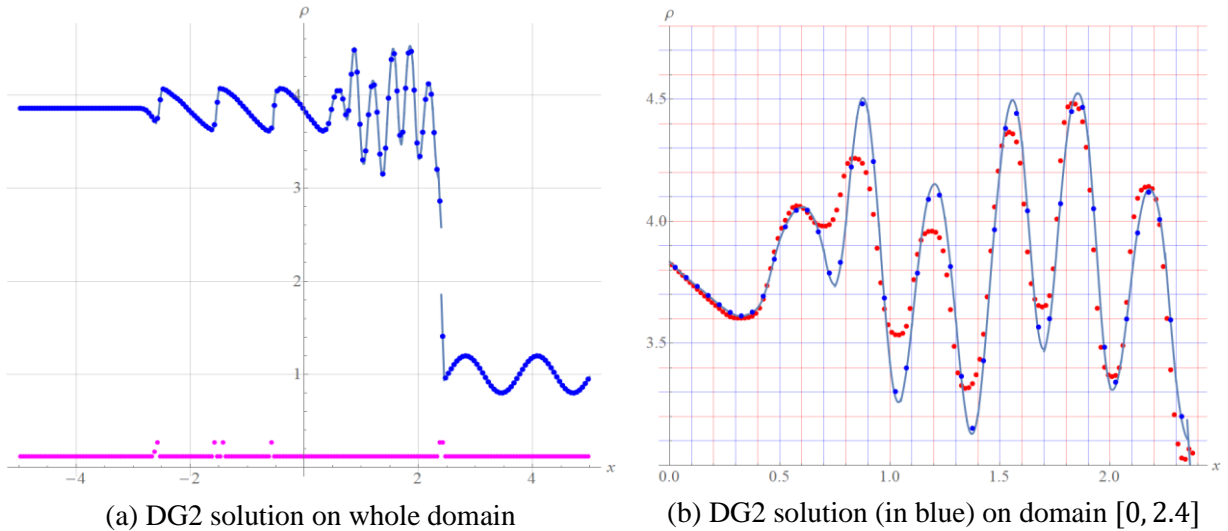 ρ
4
3
2
1
−4
−2
2
4
x
(a) DG2 solution on whole domain
ρ
4.5
4.0
3.5
0.0
0.5
1.0
1.5
2.0
x
(b) DG2 solution (in blue) on domain [0, 2.4]